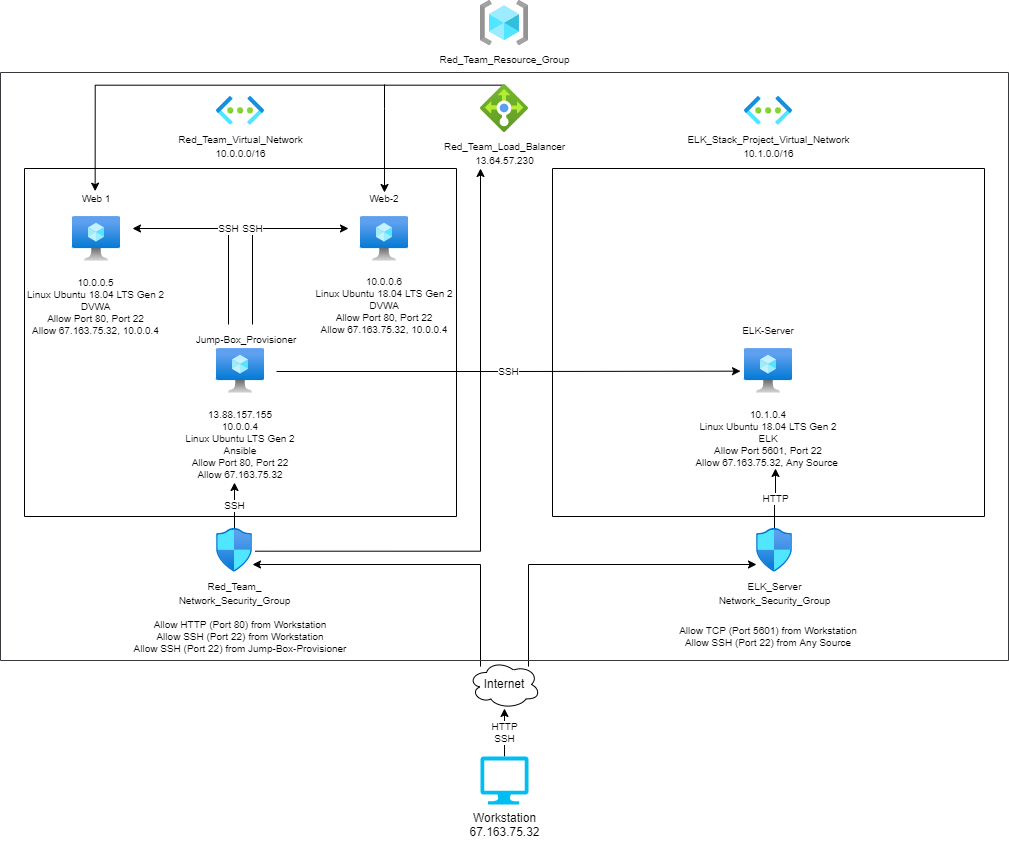 Red_Team_Resource_Group
Red_Team_Virtual_Network
10.0.0.0/16
Red_Team_Load_Balancer
13.64.57.230
ELK_Stack_Project_Virtual_Network
10.1.0.0/16
Web 1
Web-2
SSH SSH
10.0.0.5
Linux Ubuntu 18.04 LTS Gen 2
DVWA
Allow Port 80, Port 22
Allow 67.163.75.32, 10.0.0.4
10.0.0.6
Linux Ubuntu 18.04 LTS Gen 2
DVWA
Allow Port 80, Port 22
Allow 67.163.75.32, 10.0.0.4
Jump-Box_Provisioner
ELK-Server
SSH
13.88.157.155
10.0.0.4
Linux Ubuntu LTS Gen 2
Ansible
Allow Port 80, Port 22
Allow 67.163.75.32
10.1.0.4
Linux Ubuntu 18.04 LTS Gen 2
ELK
Allow Port 5601, Port 22
Allow 67.163.75.32, Any Source
SSH
HTTP
Red_Team_
Network_Security_Group
Allow HTTP (Port 80) from Workstation
Allow SSH (Port 22) from Workstation
Allow SSH (Port 22) from Jump-Box-Provisioner
ELK_Server
Network_Security_Group
Allow TCP (Port 5601) from Workstation
Allow SSH (Port 22) from Any Source
Internet
HTTP
SSH
Workstation
67.163.75.32